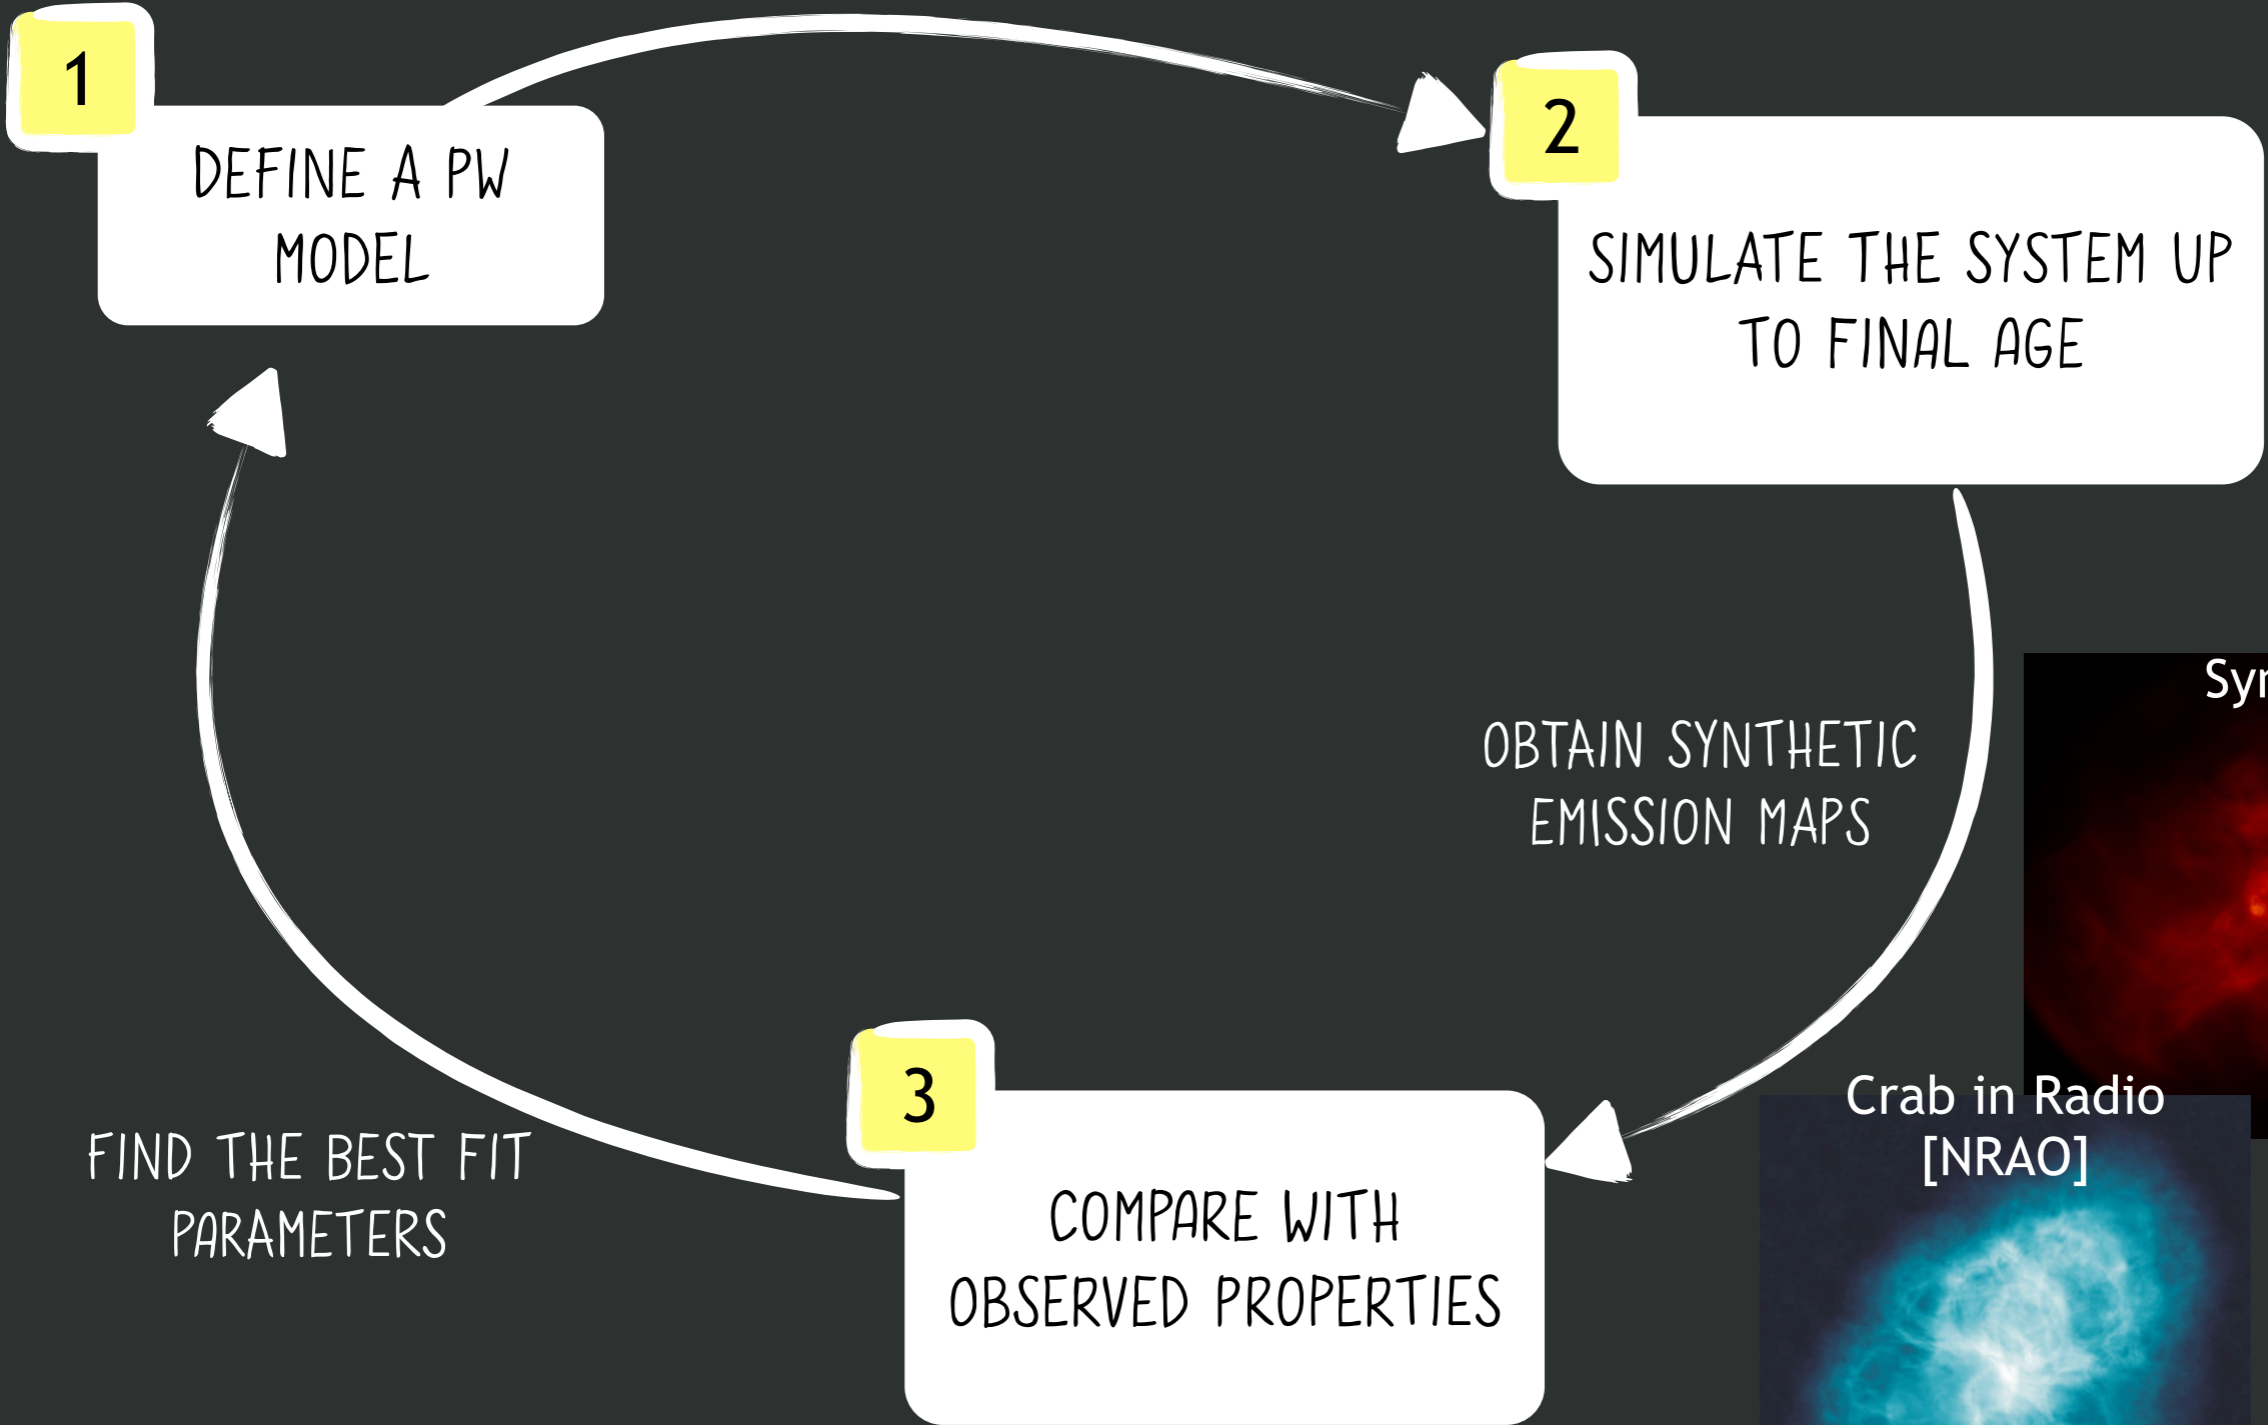 1
DEFINE A PW
MODEL
2
SIMULATE THE SYSTEM UP
TO FINAL AGE
OBTAIN SYNTHETIC
EMISSION MAPS
Crab in Radio
[NRAO]
3
COMPARE WITH
OBSERVED PROPERTIES
FIND THE BEST FIT
PARAMETERS